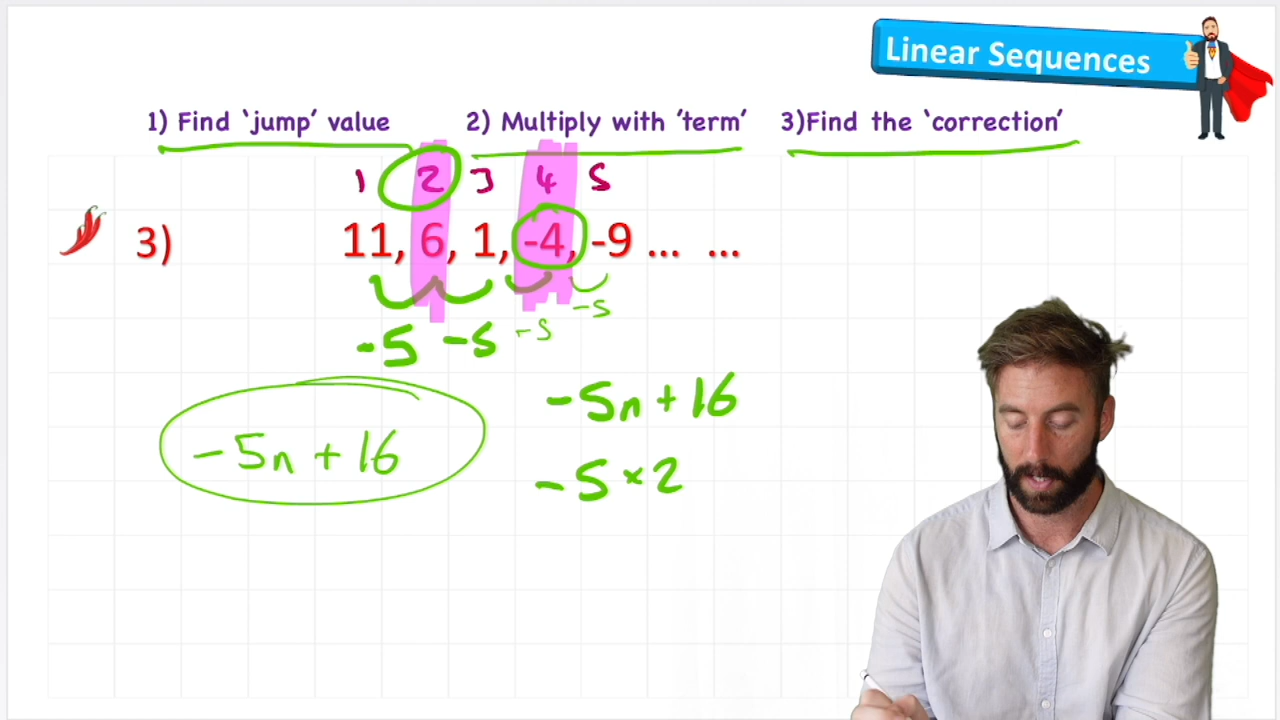 Linear Sequences
1) Find ‘jump’ value 2) Multiply with ‘term’ 3)Find the ‘correction’
1 2 3 4 5
3) 11, 6, 1, -4, -9 ... ...
-5 -5 -5 -5
-5n + 16
-5n + 16
-5 × 2